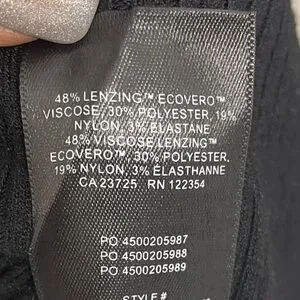 48% LENZING™ ECOVERO™
VISCOSE, 30% POLYESTER, 19%
NYLON, 3% ELASTANE
48% VISCOSE LENZING™
ECOVERO™, 30% POLYESTER,
19% NYLON, 3% ÉLASTHANNE
CA 23725 RN 122354
PO 4500205987
PO 4500205988
PO 4500205989
STYLE #